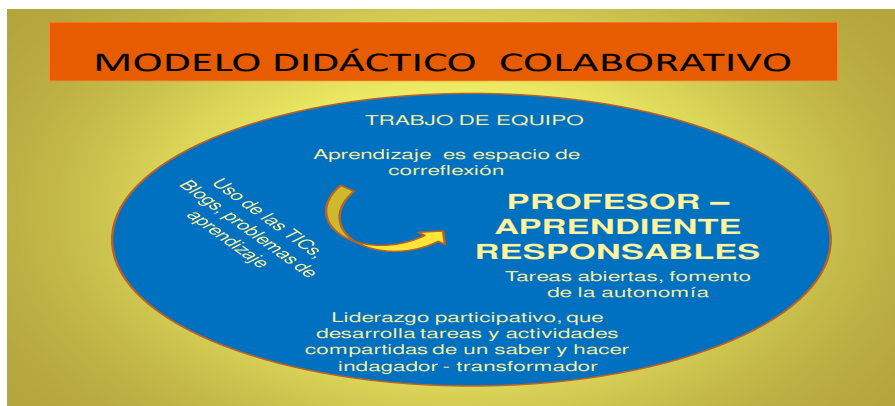 MODELO DIDÁCTICO COLABORATIVO
TRABJO DE EQUIPO
Aprendizaje es espacio de
correflexión
Uso de las TICs,
Blogs, problemas de
aprendizaje
PROFESOR –
APRENDIENTE
RESPONSABLES
Tareas abiertas, fomento
de la autonomía
Liderazgo participativo, que
desarrolla tareas y actividades
compartidas de un saber y hacer
indagador - transformador